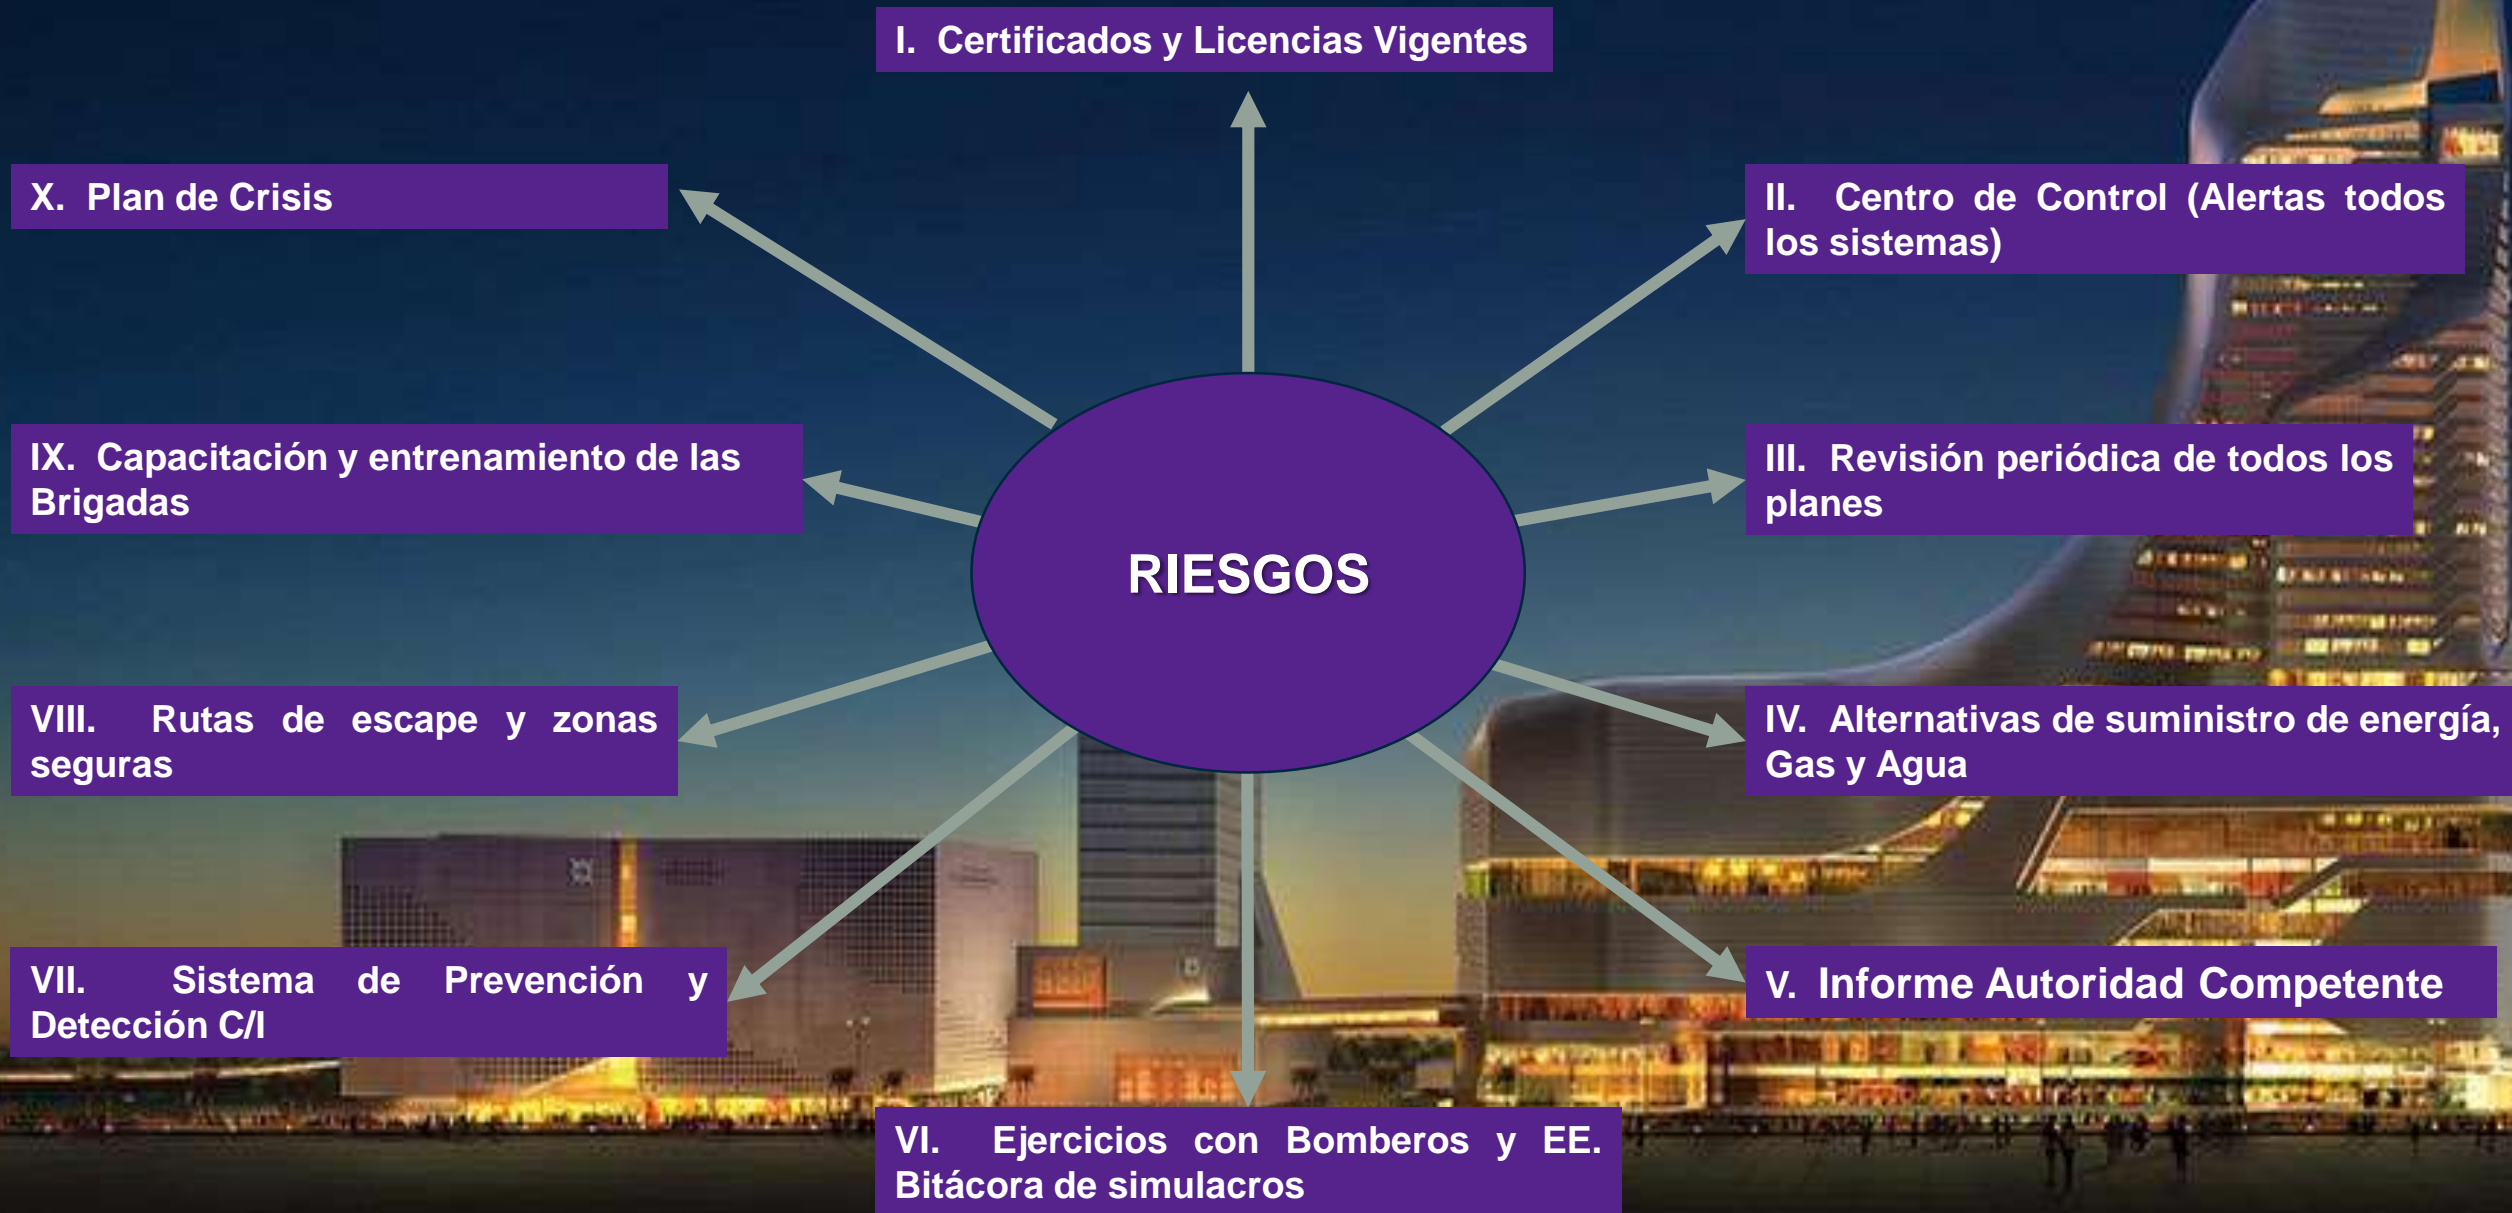 I. Certificados y Licencias Vigentes
II. Centro de Control (Alertas todos
los sistemas)
III. Revisión periódica de todos los
planes
IV. Alternativas de suministro de energía,
Gas y Agua
V. Informe Autoridad Competente
VI. Ejercicios con Bomberos y EE.
Bitácora de simulacros
VII. Sistema de Prevención y
Detección C/I
VIII. Rutas de escape y zonas
seguras
IX. Capacitación y entrenamiento de las
Brigadas
X. Plan de Crisis
RIESGOS